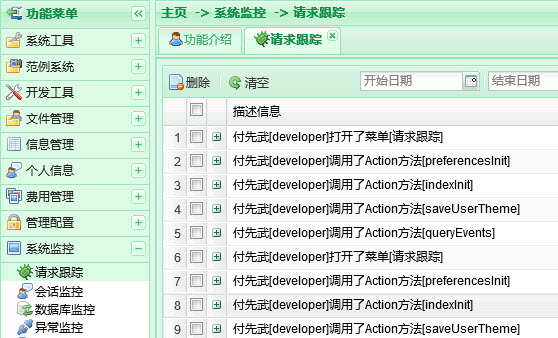 功能菜单
系统工具
范例系统
开发工具
文件管理
信息管理
个人信息
费用管理
管理配置
系统监控
请求跟踪
会话监控
数据库监控
异常监控
主页 -> 系统监控 -> 请求跟踪
功能介绍 请求跟踪
删除 清空 开始日期 结束日期
描述信息
1 付先武[developer]打开了菜单[请求跟踪]
2 付先武[developer]调用了Action方法[preferencesInit]
3 付先武[developer]调用了Action方法[indexInit]
4 付先武[developer]调用了Action方法[saveUserTheme]
5 付先武[developer]调用了Action方法[queryEvents]
6 付先武[developer]打开了菜单[请求跟踪]
7 付先武[developer]调用了Action方法[preferencesInit]
8 付先武[developer]调用了Action方法[indexInit]
9 付先武[developer]调用了Action方法[saveUserTheme]